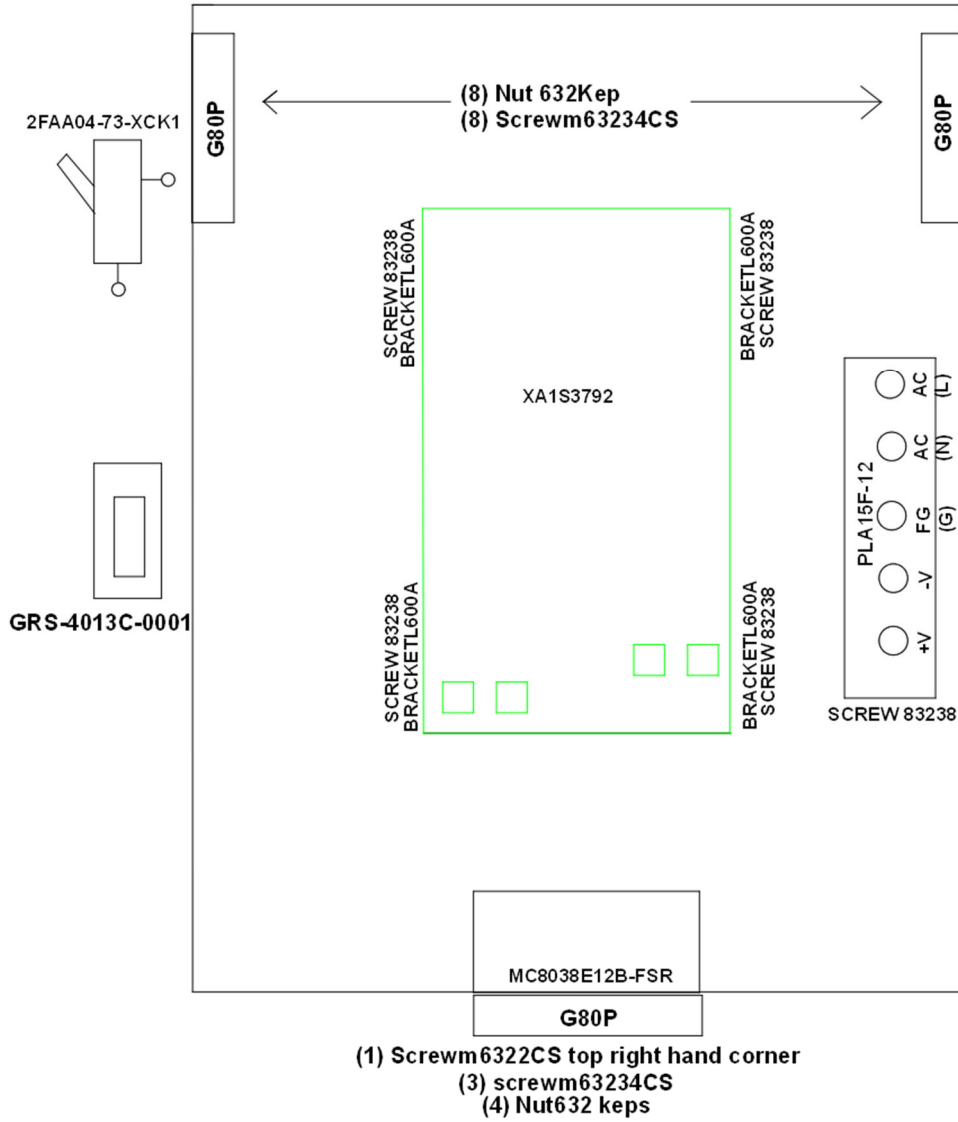 (8) Nut 632Kep
(8) Screwm63234CS
G80P
G80P
2FAA04-73-XCK1
SCREW 83238
BRACKETL600A
BRACKETL600A
SCREW 83238
XA1S3792
AC
(L)
AC
(N)
PLA15F-12
FG
(G)
-V
+V
SCREW 83238
GRS-4013C-0001
SCREW 83238
BRACKETL600A
BRACKETL600A
SCREW 83238
MC8038E12B-FSR
G80P
(1) Screwm6322CS top right hand corner
(3) screwm63234CS
(4) Nut632 keps